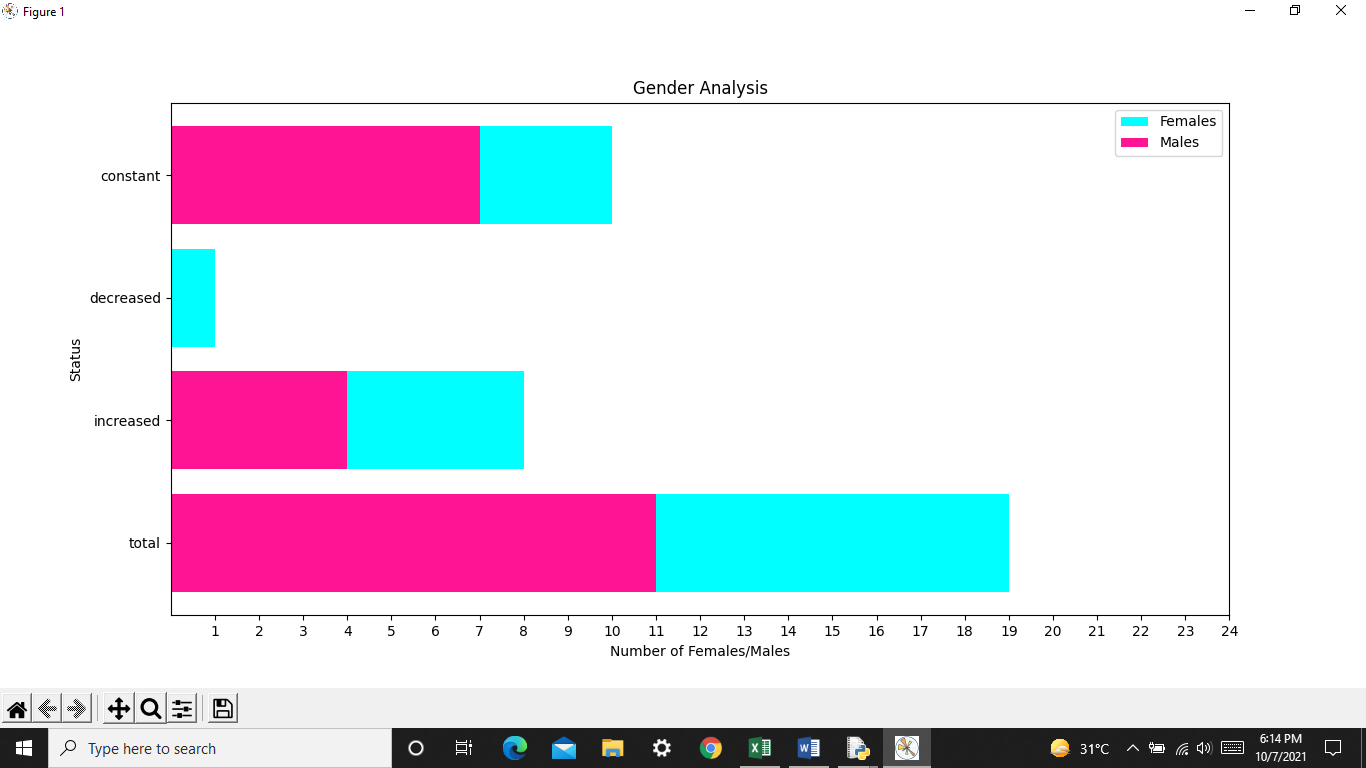 Figure 1
Gender Analysis
Females
Males
constant
decreased
increased
total
Status
1 2 3 4 5 6 7 8 9 10 11 12 13 14 15 16 17 18 19 20 21 22 23 24
Number of Females/Males
Type here to search
31°C
6:14 PM
10/7/2021